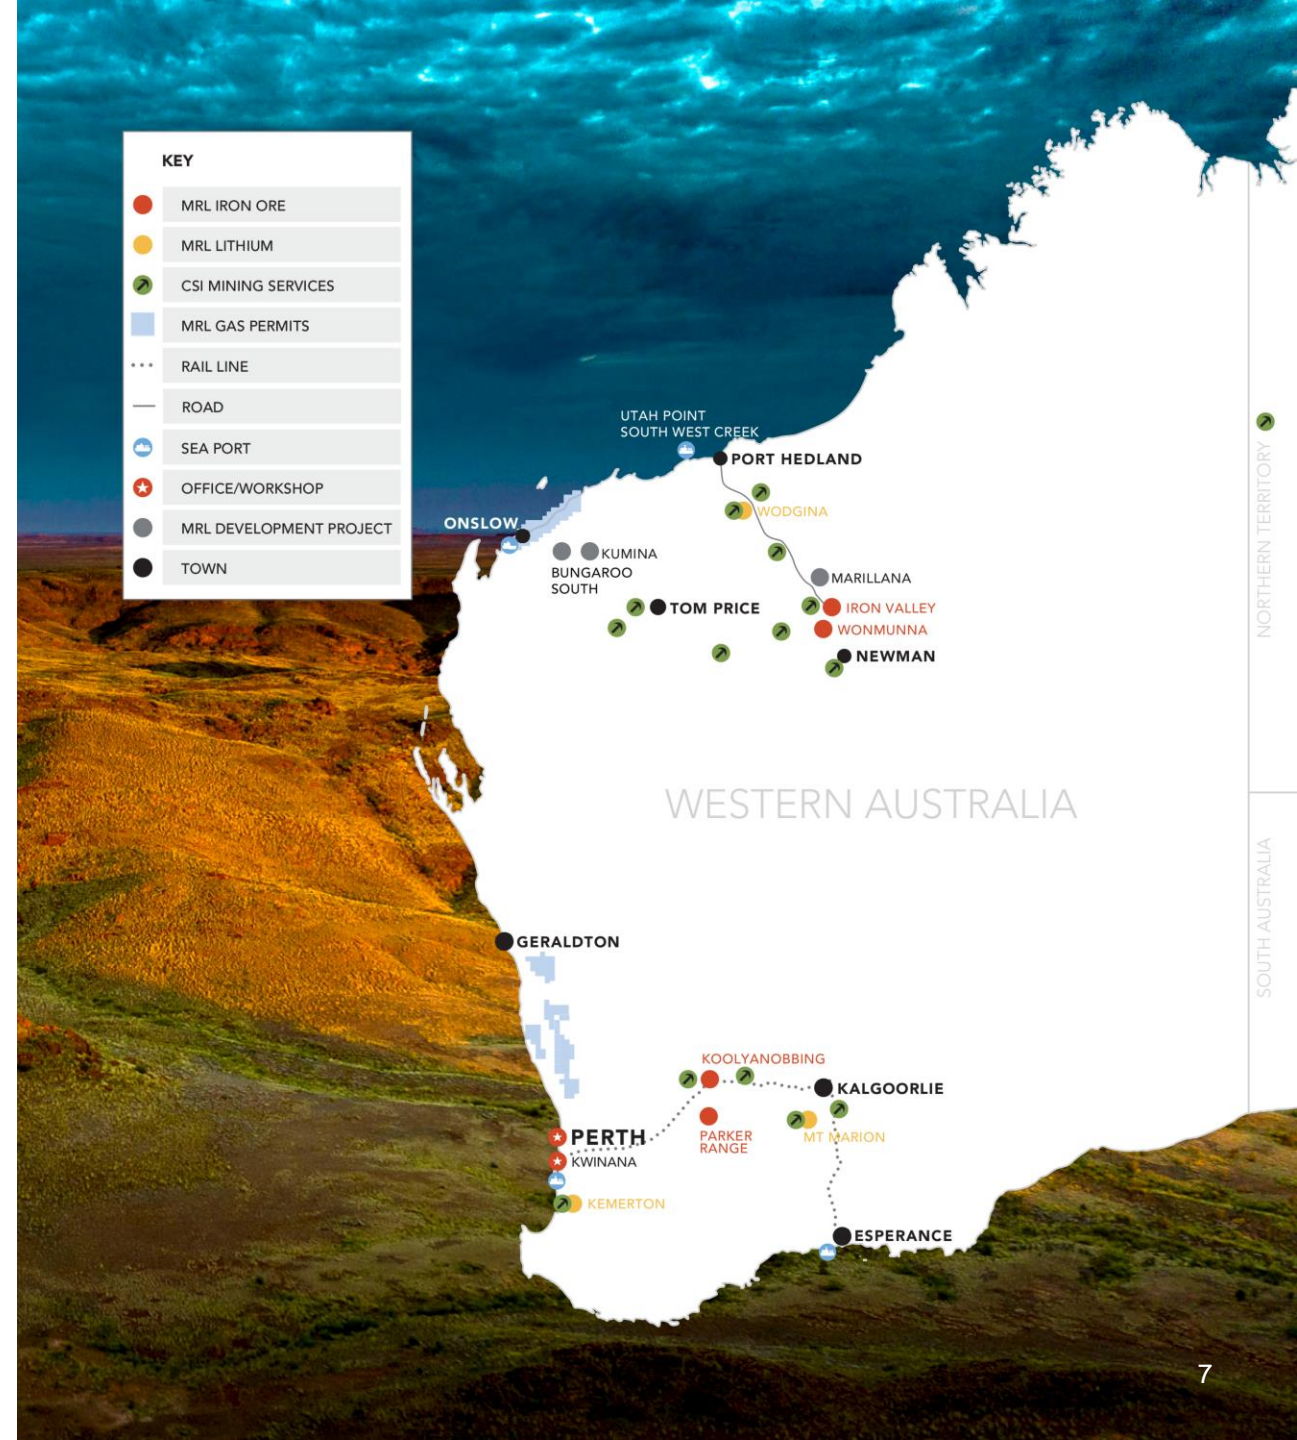 KEY
MRL IRON ORE
MRL LITHIUM
CSI MINING SERVICES
MRL GAS PERMITS
RAIL LINE
ROAD
SEA PORT
OFFICE/WORKSHOP
MRL DEVELOPMENT PROJECT
TOWN
UTAH POINT
SOUTH WEST CREEK
PORT HEDLAND
WODGINA
ONSLOW
KUMINA
BUNGAROO
SOUTH
MARILLANA
TOM PRICE
IRON VALLEY
WONMUNNA
NEWMAN
NORTHERN TERRITORY
WESTERN AUSTRALIA
SOUTH AUSTRALIA
GERALDTON
KOOLYANOBBING
KALGOORLIE
PARKER
RANGE
MT MARION
PERTH
KWINANA
KEMERTON
ESPERANCE
7